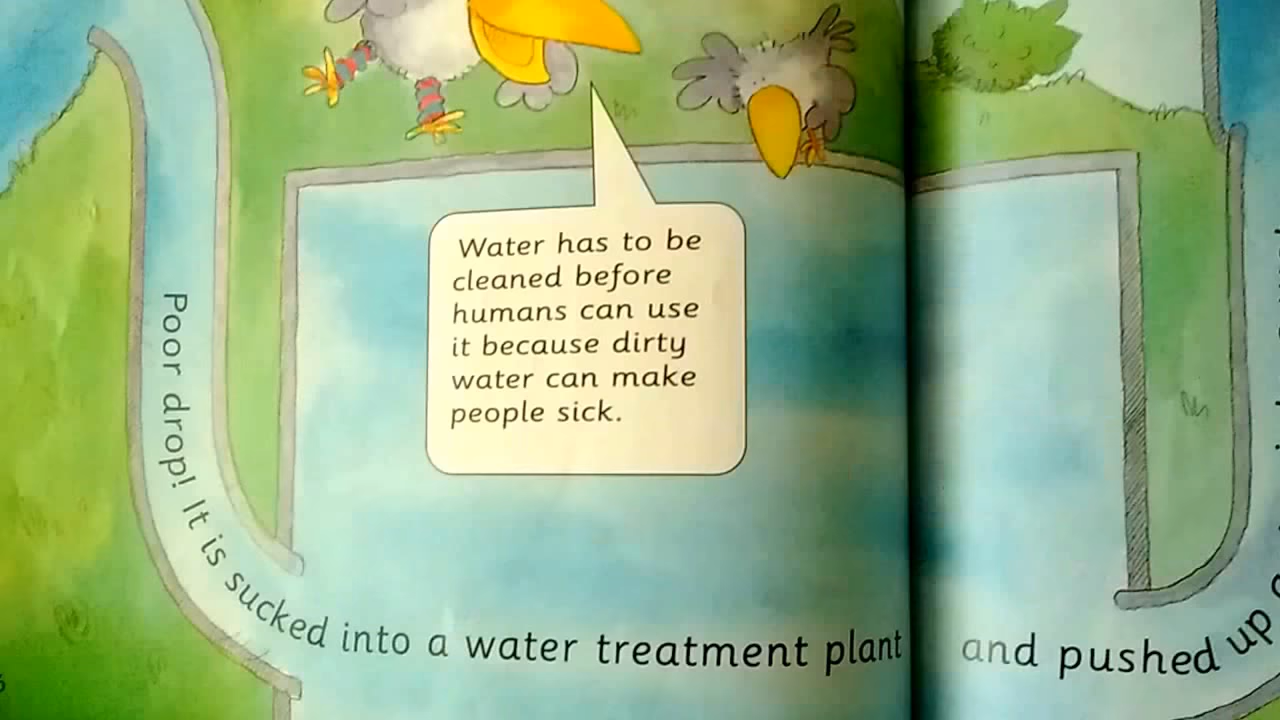 Water has to be
cleaned before
humans can use
it because dirty
water can make
people sick.
Poor drop! It is sucked into a water treatment plant and pushed up